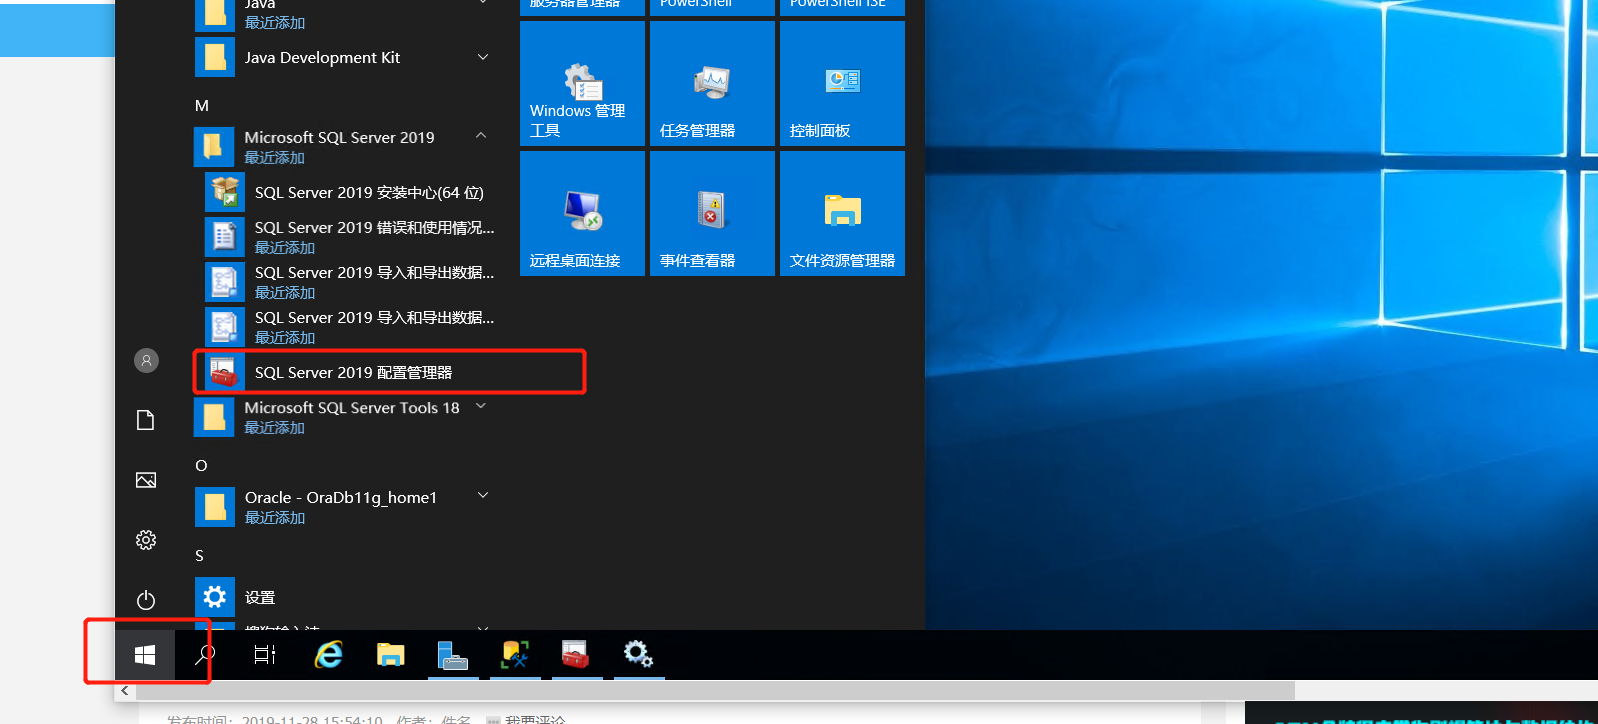 Java
最近添加
Java Development Kit
M
Microsoft SQL Server 2019
最近添加
SQL Server 2019 安装中心(64 位)
SQL Server 2019 错误和使用情况...
最近添加
SQL Server 2019 导入和导出数据...
最近添加
SQL Server 2019 导入和导出数据...
最近添加
SQL Server 2019 配置管理器
Microsoft SQL Server Tools 18
最近添加
O
Oracle - OraDb11g_home1
最近添加
S
设置
搜狗输入法
服务器管理器
PowerShell
PowerShell ISE
Windows 管理
工具
任务管理器
控制面板
远程桌面连接
事件查看器
文件资源管理器
发布时间：2019-11-28 15:54:10 作者：佚名 我要评论